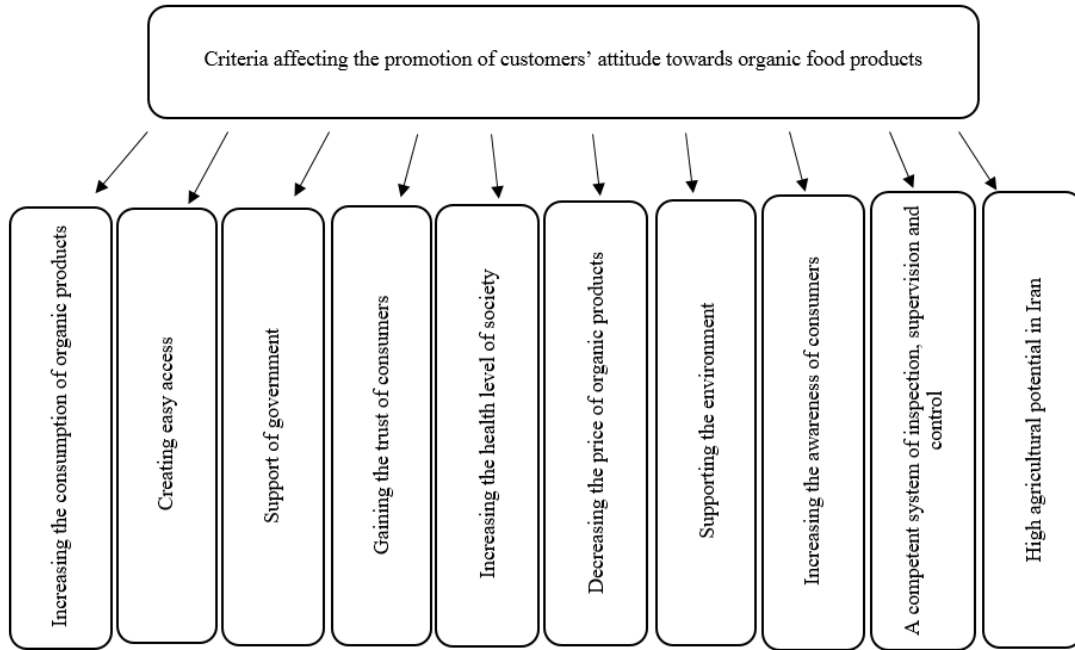 Criteria affecting the promotion of customers’ attitude towards organic food products
Increasing the consumption of organic products
Creating easy access
Support of government
Gaining the trust of consumers
Increasing the health level of society
Decreasing the price of organic products
Supporting the environment
Increasing the awareness of consumers
A competent system of inspection, supervision and
control
High agricultural potential in Iran